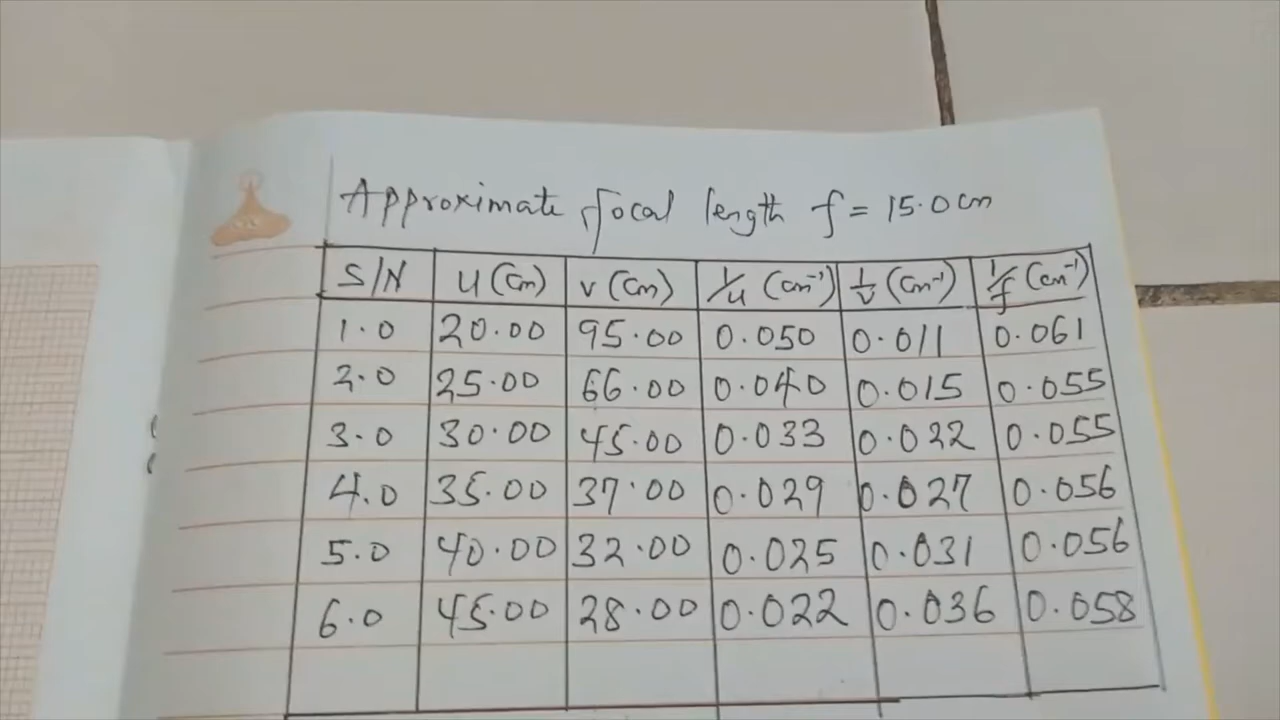 Approximate focal length f = 15.0 cm
S/N u (cm) v (cm) 1/u (cm⁻¹) 1/v (cm⁻¹) 1/f (cm⁻¹)
1.0 20.00 95.00 0.050 0.011 0.061
2.0 25.00 66.00 0.040 0.015 0.055
3.0 30.00 45.00 0.033 0.022 0.055
4.0 35.00 37.00 0.029 0.027 0.056
5.0 40.00 32.00 0.025 0.031 0.056
6.0 45.00 28.00 0.022 0.036 0.058